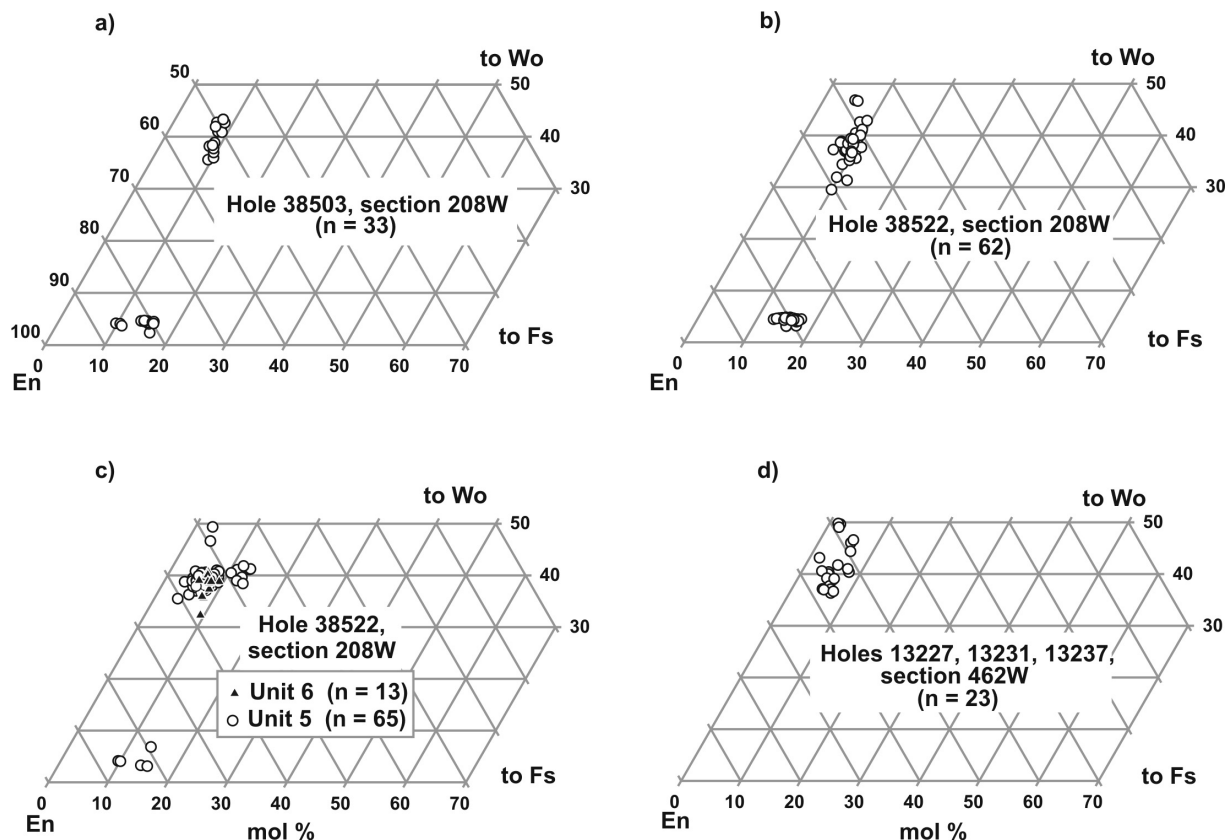 a)
to Wo
50
50
60
40
70
30
Hole 38503, section 208W
(n = 33)
80
90
100
to Fs
0 10 20 30 40 50 60 70
En
b)
to Wo
50
40
30
Hole 38522, section 208W
(n = 62)
to Fs
0 10 20 30 40 50 60 70
En
c)
to Wo
50
40
30
Hole 38522,
section 208W
Unit 6 (n = 13)
Unit 5 (n = 65)
to Fs
0 10 20 30 40 50 60 70
En
mol %
d)
to Wo
50
40
30
Holes 13227, 13231, 13237,
section 462W
(n = 23)
to Fs
0 10 20 30 40 50 60 70
En
mol %